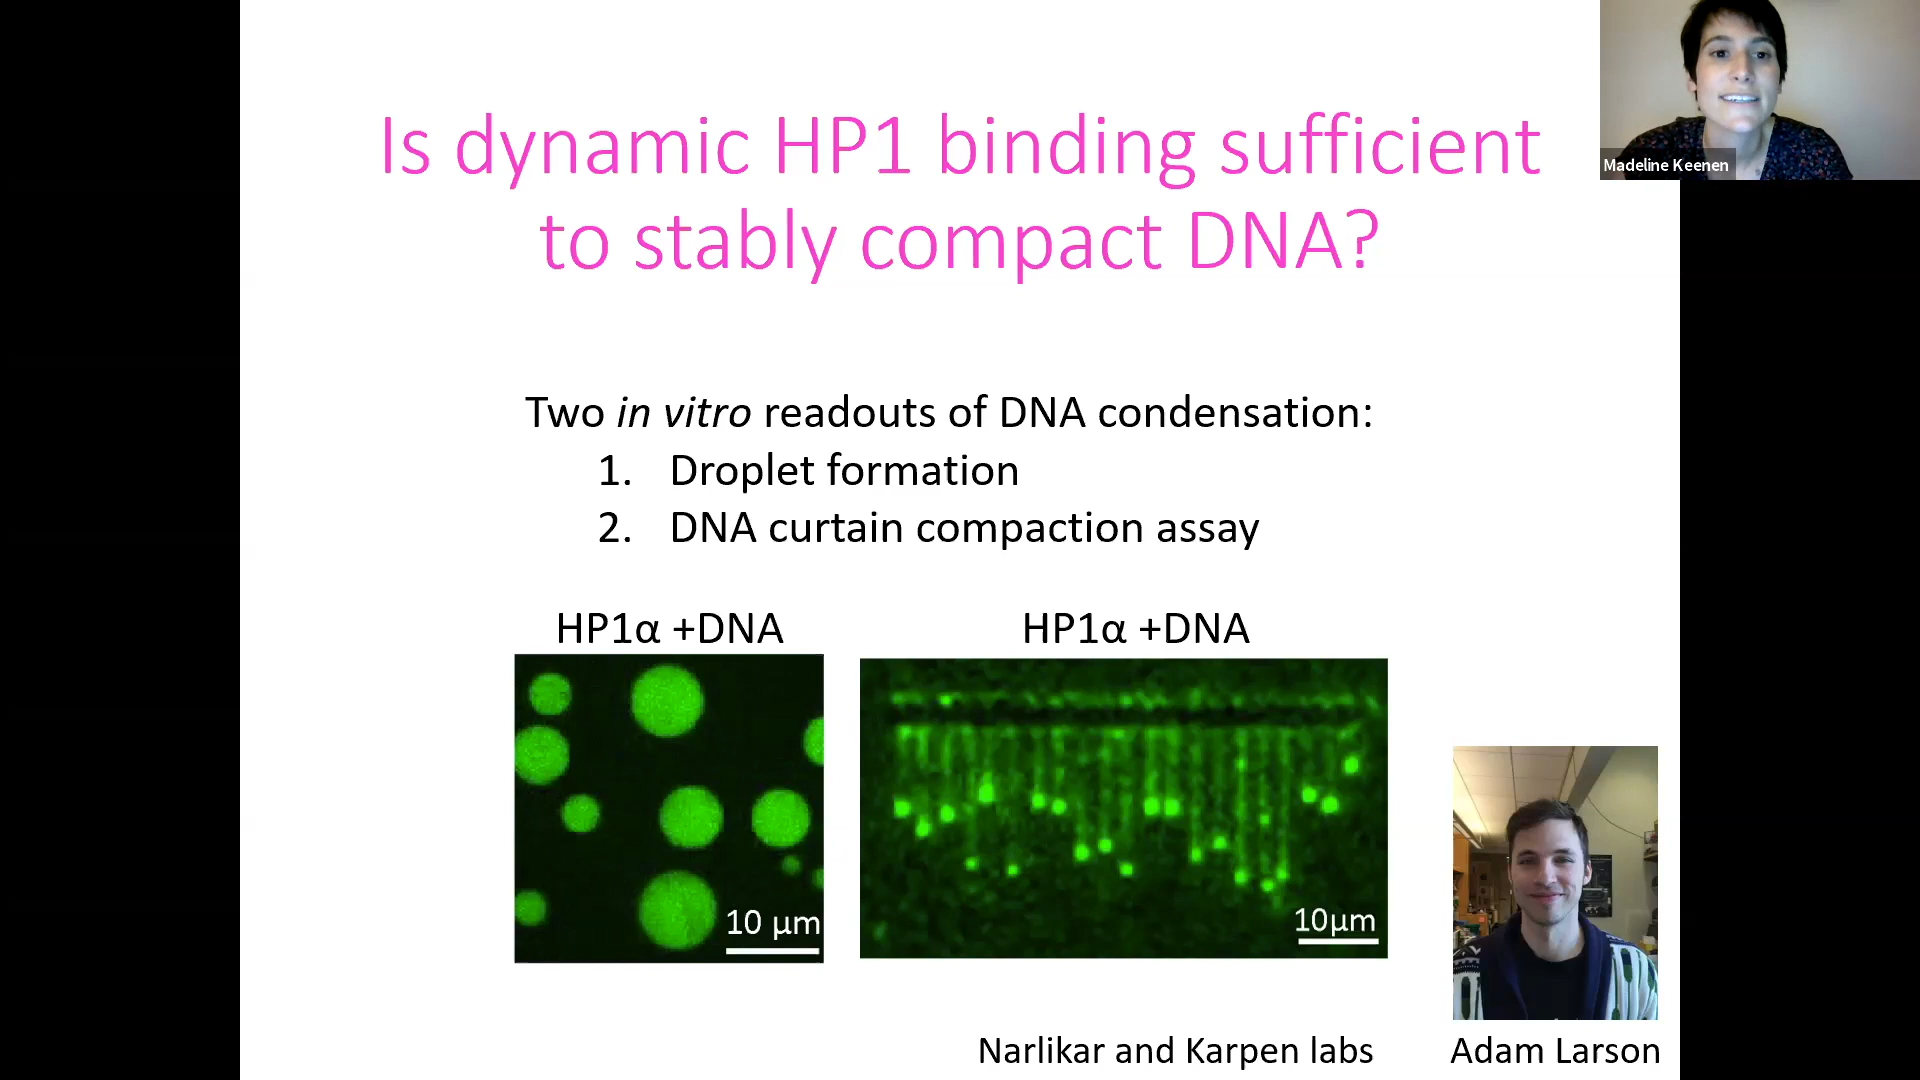 Is dynamic HP1 binding sufficient
to stably compact DNA?
Madeline Keenen
Two in vitro readouts of DNA condensation:
1. Droplet formation
2. DNA curtain compaction assay
HP1α +DNA
HP1α +DNA
10 μm
10μm
Narlikar and Karpen labs
Adam Larson